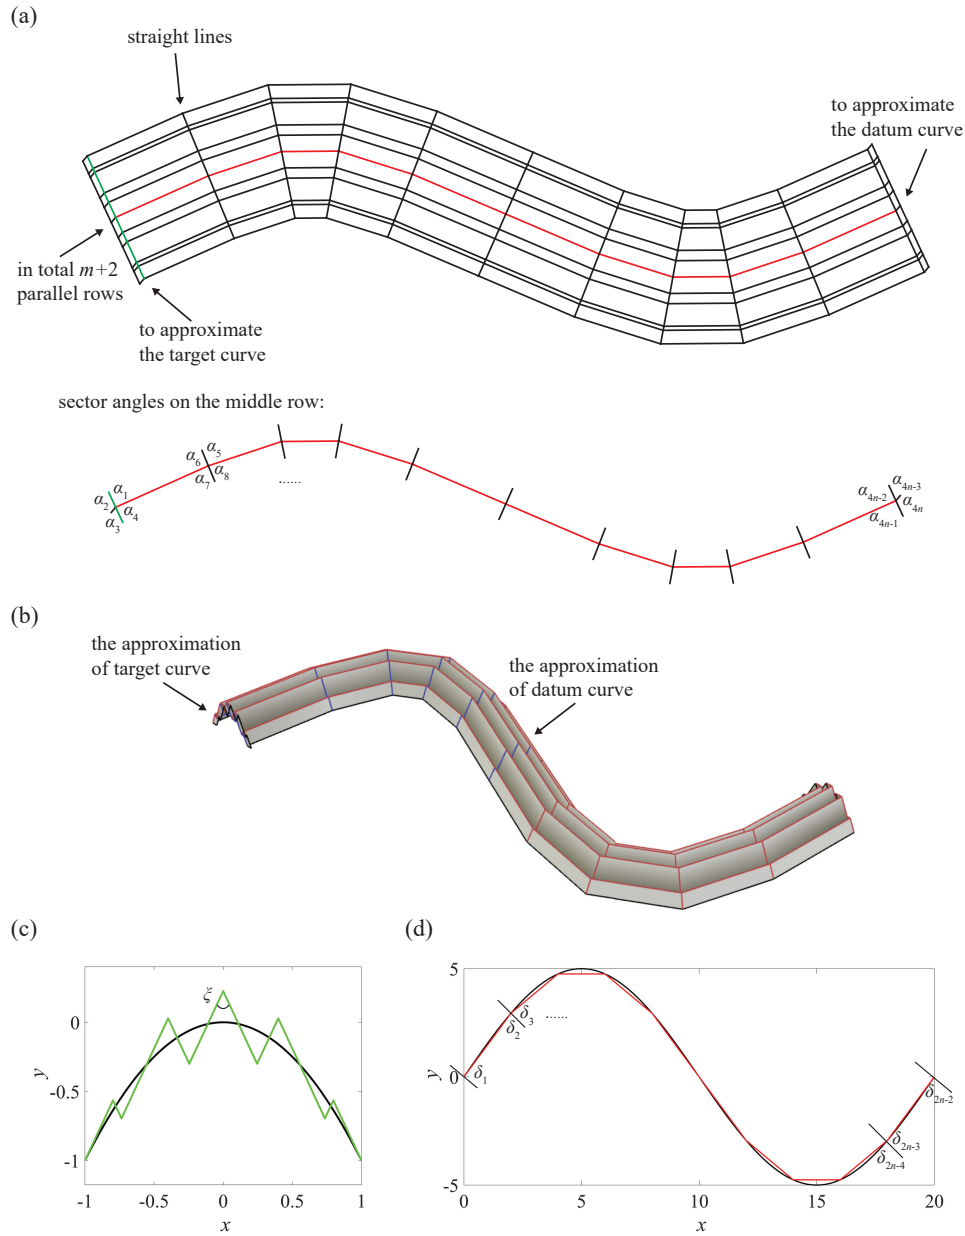 (a)
straight lines
to approximate
the datum curve
in total m+2
parallel rows
to approximate
the target curve
sector angles on the middle row:
α₁
α₂
α₃
α₄
α₅
α₆
α₇
α₈
......
α₄ₙ₋₃
α₄ₙ₋₂
α₄ₙ₋₁
α₄ₙ
(b)
the approximation
of target curve
the approximation
of datum curve
(c)
ξ
0
-0.5
-1
y
-1
-0.5
0
0.5
1
x
(d)
5
0
-5
y
δ₁
δ₂
δ₃
......
δ₂ₙ₋₂
δ₂ₙ₋₃
δ₂ₙ₋₄
0
5
10
15
20
x